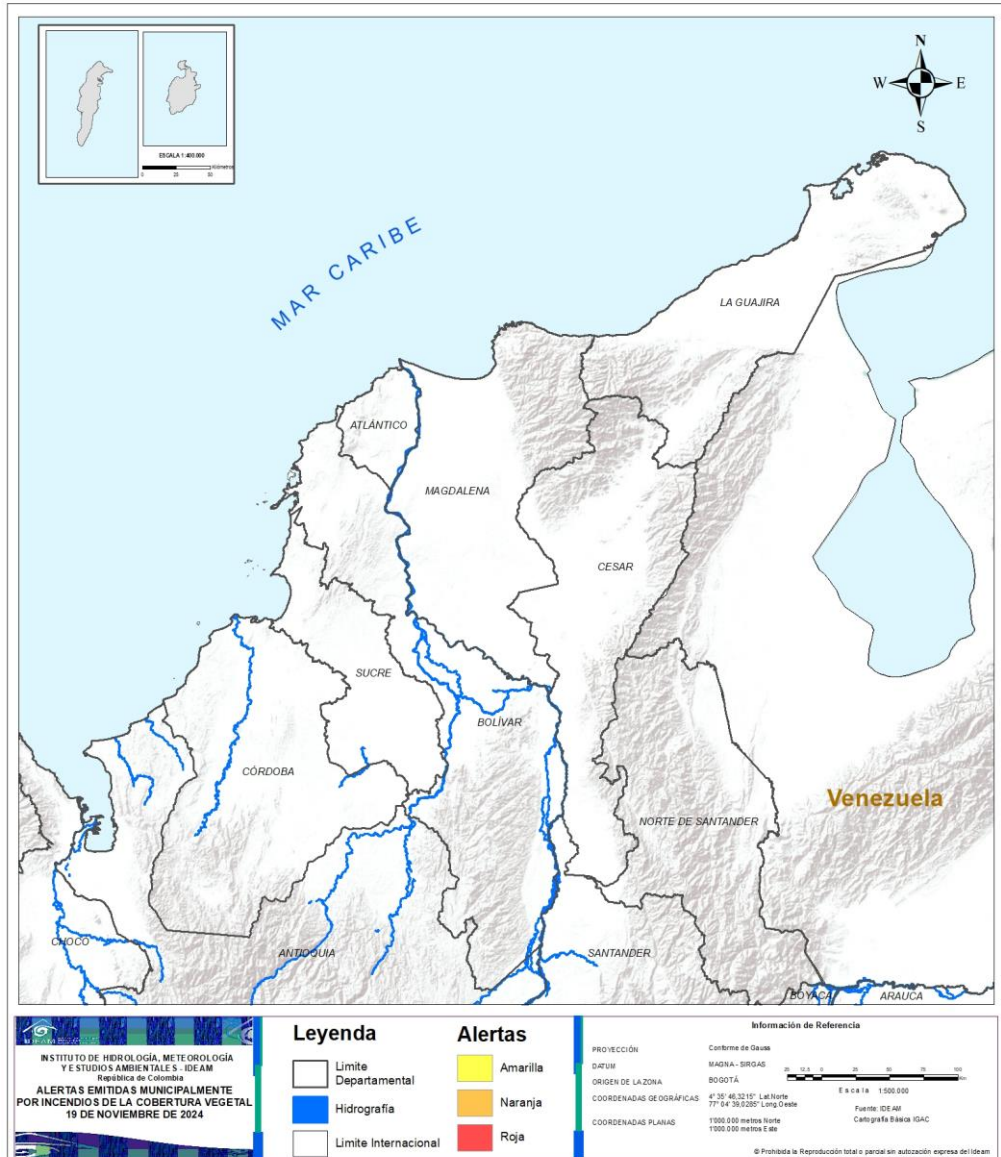 ESCALA 1:400.000
Kilómetros
N
W
E
S
MAR CARIBE
LA GUAJIRA
ATLÁNTICO
MAGDALENA
CESAR
SUCRE
BOLÍVAR
CÓRDOBA
Venezuela
NORTE DE SANTANDER
CHOCO
ANTIOQUIA
SANTANDER
BOYACÁ
ARAUCA
IDEAM
INSTITUTO DE HIDROLOGÍA, METEOROLOGÍA
Y ESTUDIOS AMBIENTALES - IDEAM
República de Colombia
ALERTAS EMITIDAS MUNICIPALMENTE
POR INCENDIOS DE LA COBERTURA VEGETAL
19 DE NOVIEMBRE DE 2024
Leyenda
Limite
Departamental
Hidrografía
Limite Internacional
Alertas
Amarilla
Naranja
Roja
Información de Referencia
PROYECCIÓN Conforme de Gauss
DATUM MAGNA - SIRGAS
ORIGEN DE LA ZONA BOGOTÁ
COORDENADAS GEOGRÁFICAS 4° 35' 46,3215" Lat.Norte
77° 04' 39,0285" Long.Oeste
COORDENADAS PLANAS 1'000.000 metros Norte
1'000.000 metros Este
Escala 1:500.000
Fuente: IDEAM
Cartografía Básica IGAC
© Prohibida la Reproducción total o parcial sin autozación expresa del Ideam